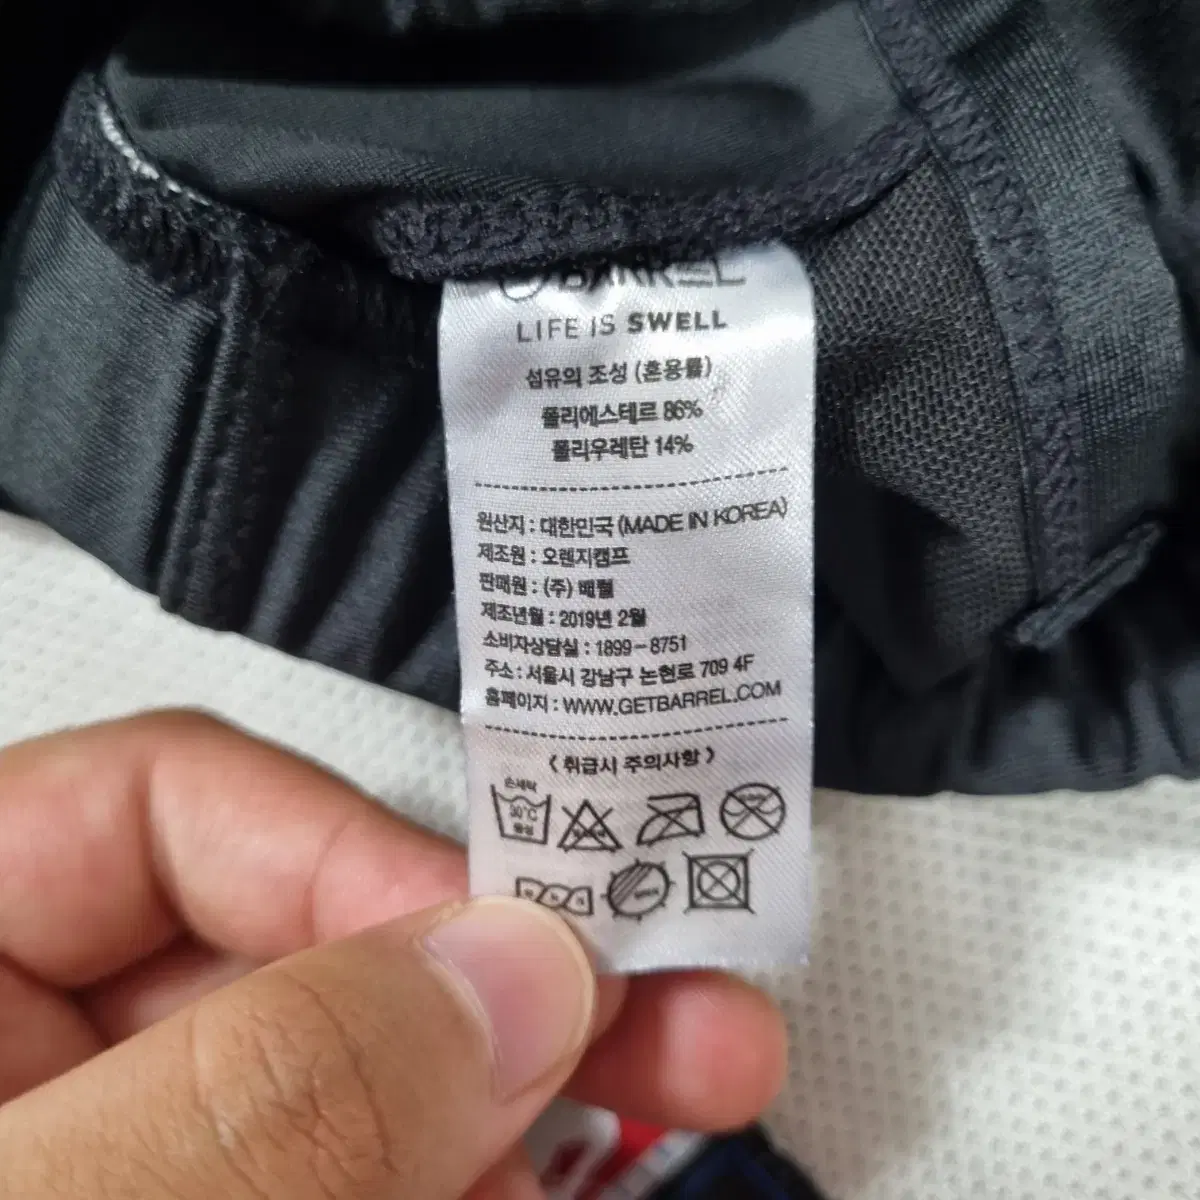 BARREL
LIFE IS SWELL
섬유의 조성 (혼용률)
폴리에스테르 86%
폴리우레탄 14%
원산지 : 대한민국 (MADE IN KOREA)
제조원 : 오렌지캠프
판매원 : (주) 배럴
제조년월 : 2019년 2월
소비자상담실 : 1899-8751
주소 : 서울시 강남구 논현로 709 4F
홈페이지 : WWW.GETBARREL.COM
< 취급시 주의사항 >
손세탁
30°C
중성